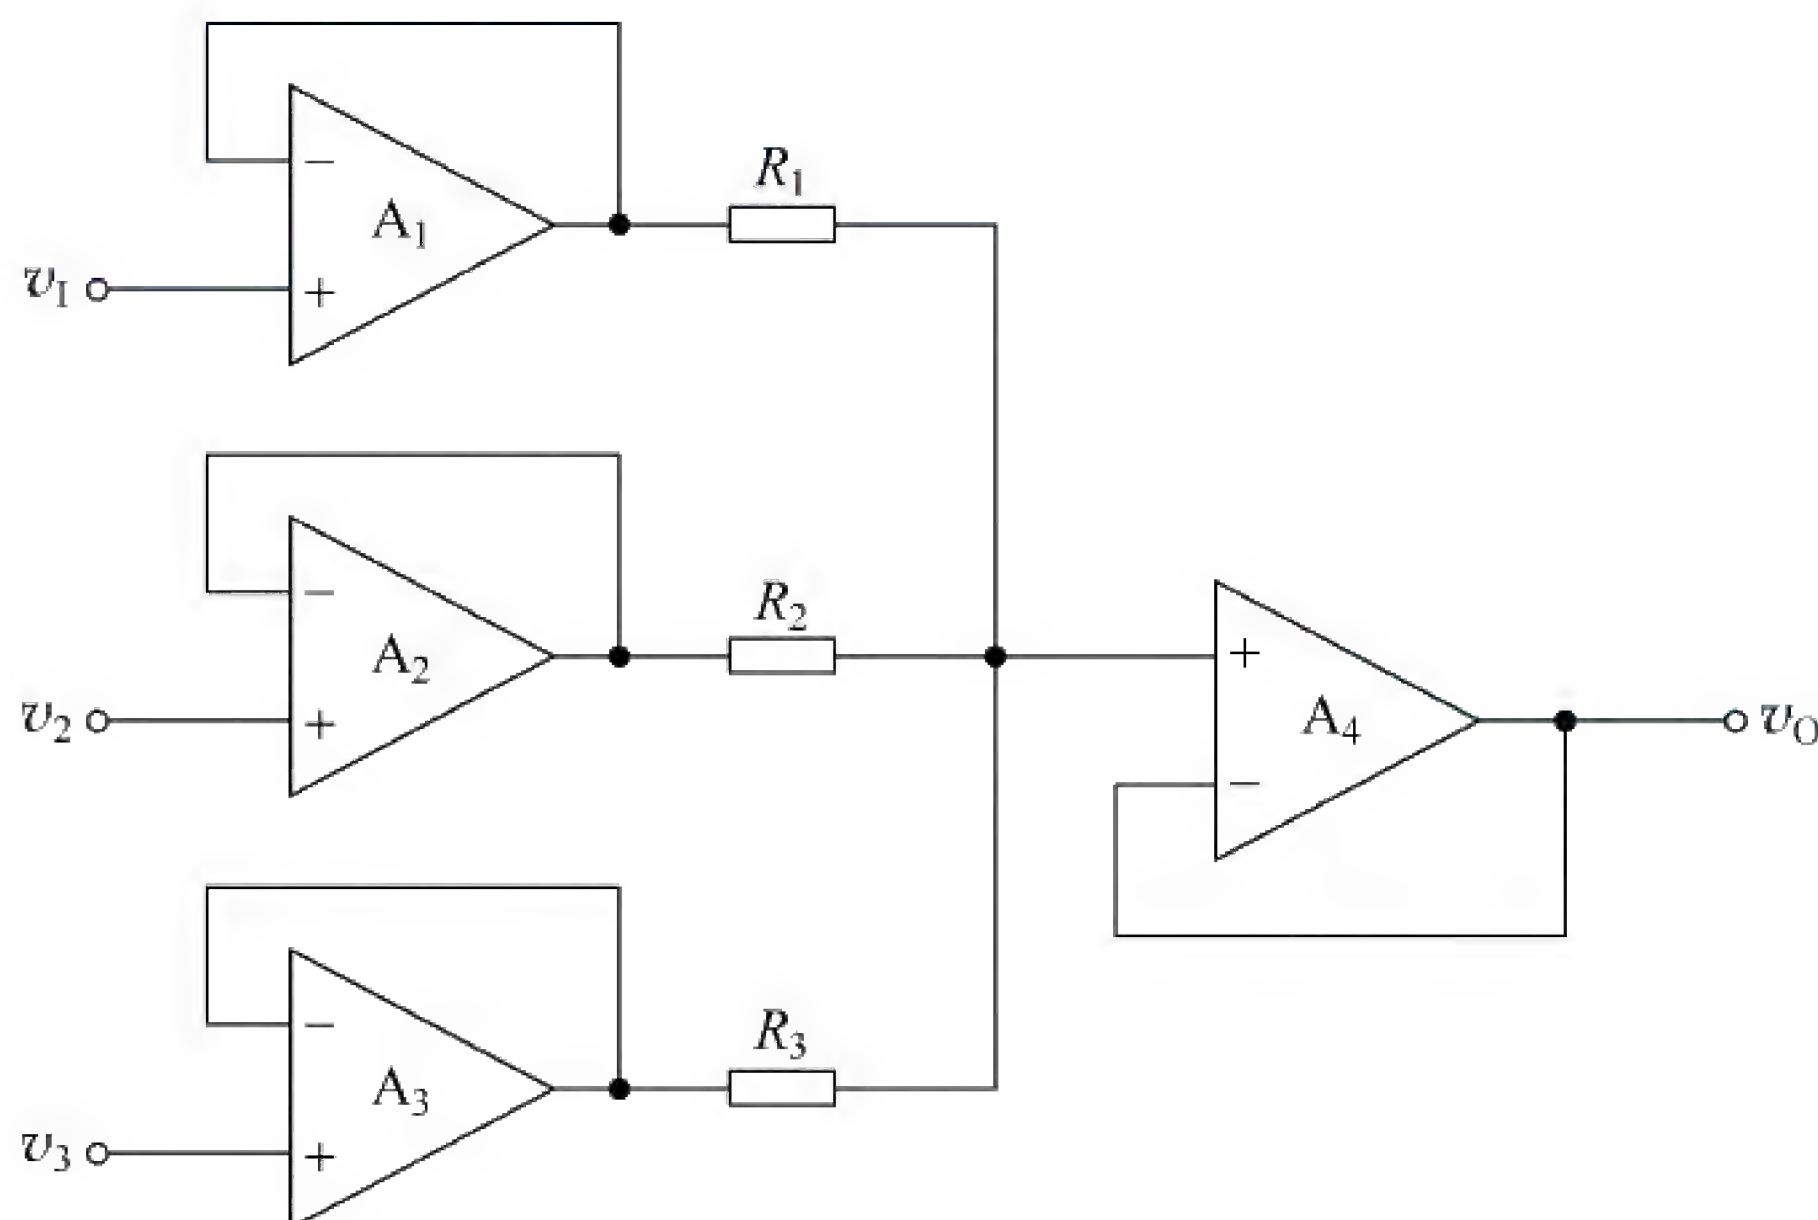 R₁
−
A₁
v₁
+
−
R₂
A₂
+
A₄
v₂
+
−
vO
R₃
−
A₃
v₃
+